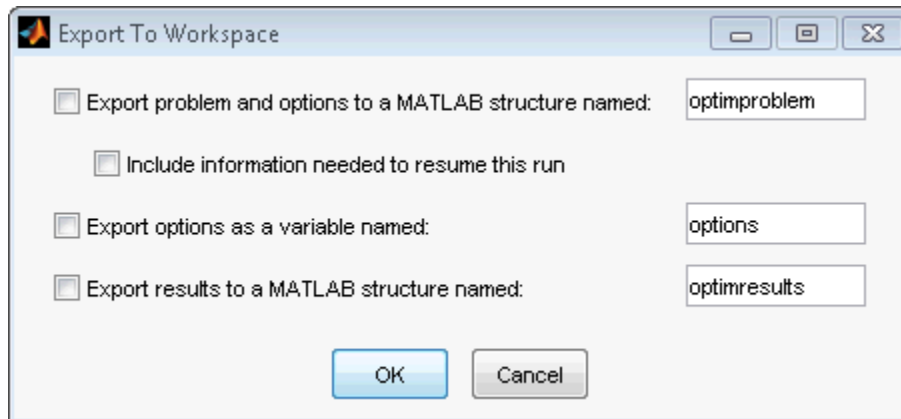 Export To Workspace
Export problem and options to a MATLAB structure named: optimproblem
Include information needed to resume this run
Export options as a variable named: options
Export results to a MATLAB structure named: optimresults
OK Cancel